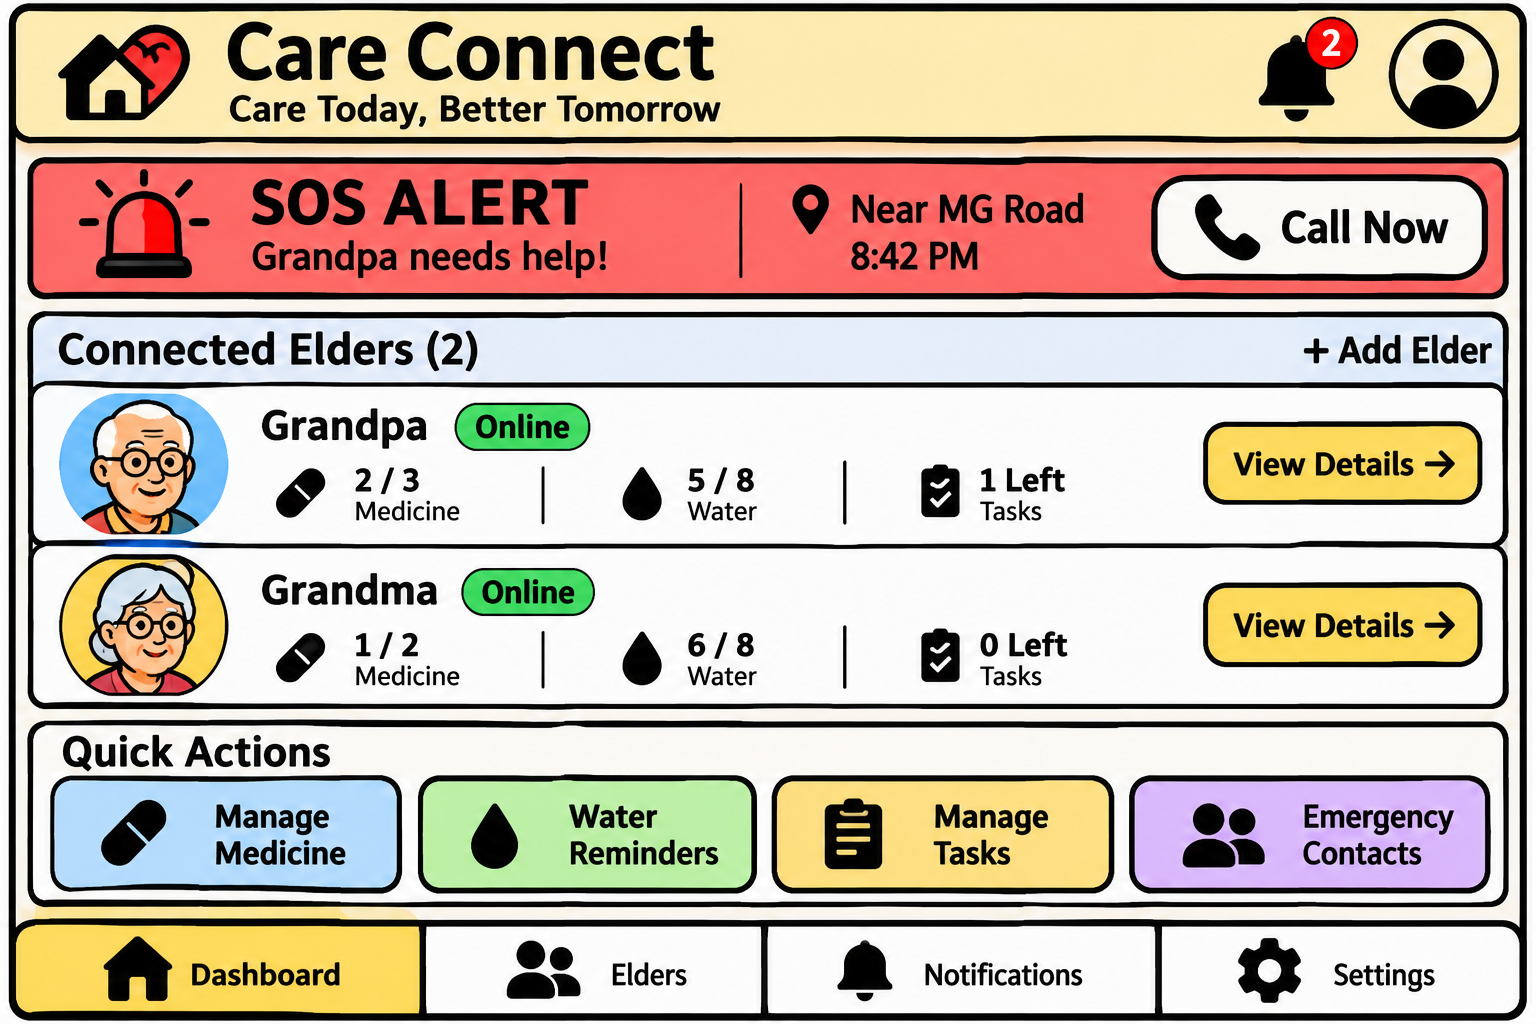 Care Connect
Care Today, Better Tomorrow
2
SOS ALERT
Grandpa needs help!
Near MG Road
8:42 PM
Call Now
Connected Elders (2)
+ Add Elder
Grandpa
Online
2 / 3
Medicine
5 / 8
Water
1 Left
Tasks
View Details →
Grandma
Online
1 / 2
Medicine
6 / 8
Water
0 Left
Tasks
View Details →
Quick Actions
Manage
Medicine
Water
Reminders
Manage
Tasks
Emergency
Contacts
Dashboard
Elders
Notifications
Settings